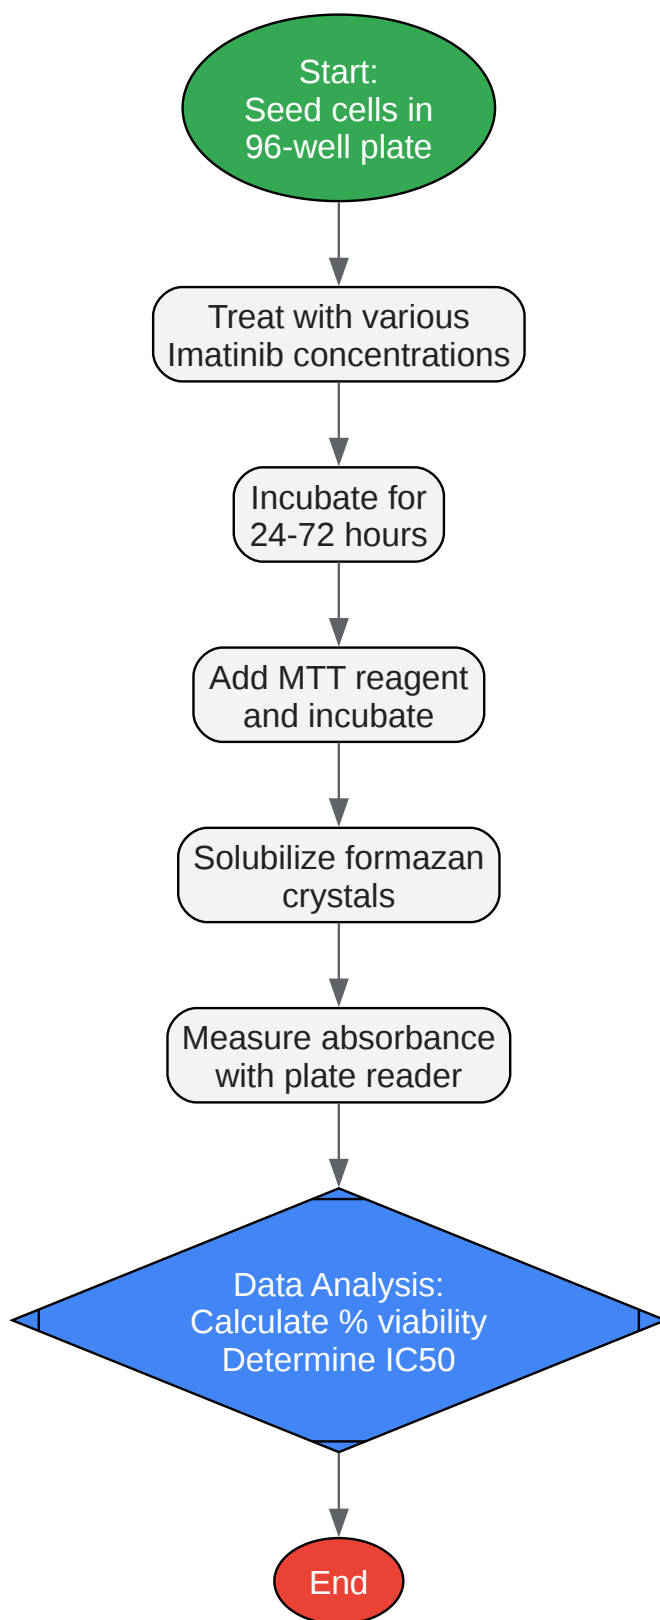 Start:
Seed cells in
96-well plate
Treat with various
Imatinib concentrations
Incubate for
24-72 hours
Add MTT reagent
and incubate
Solubilize formazan
crystals
Measure absorbance
with plate reader
Data Analysis:
Calculate % viability
Determine IC50
End